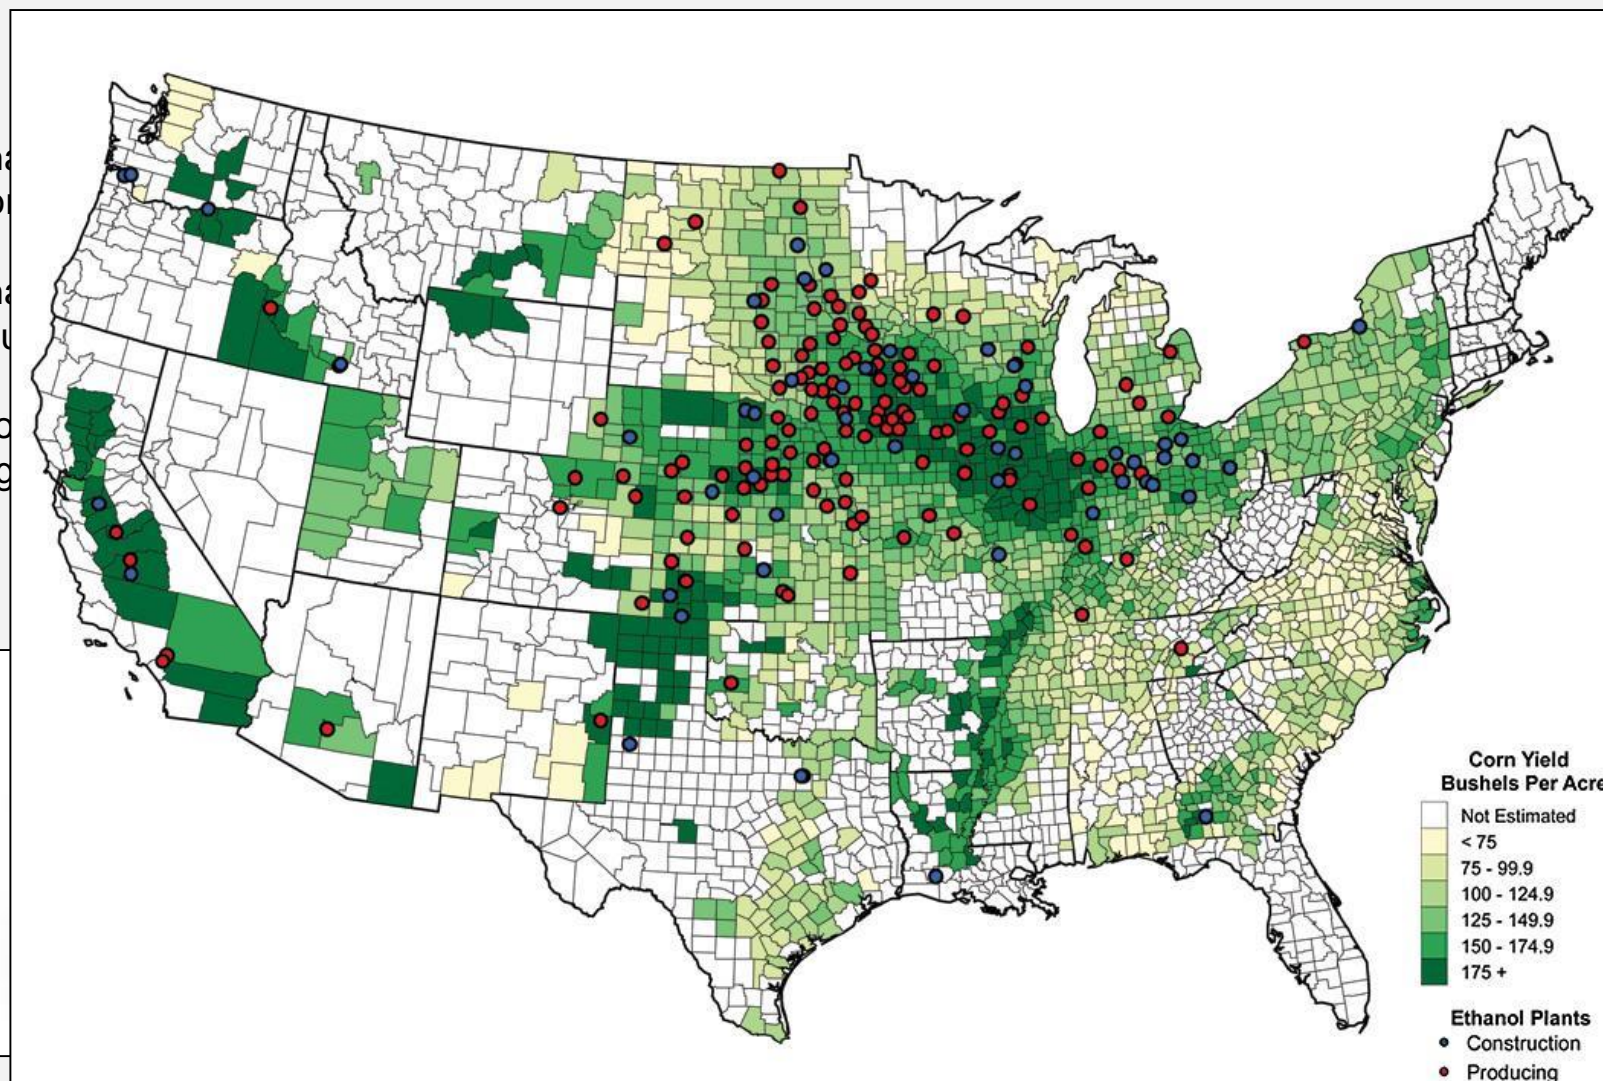 Corn Yield
Bushels Per Acre
Not Estimated
< 75
75 - 99.9
100 - 124.9
125 - 149.9
150 - 174.9
175 +
Ethanol Plants
Construction
Producing